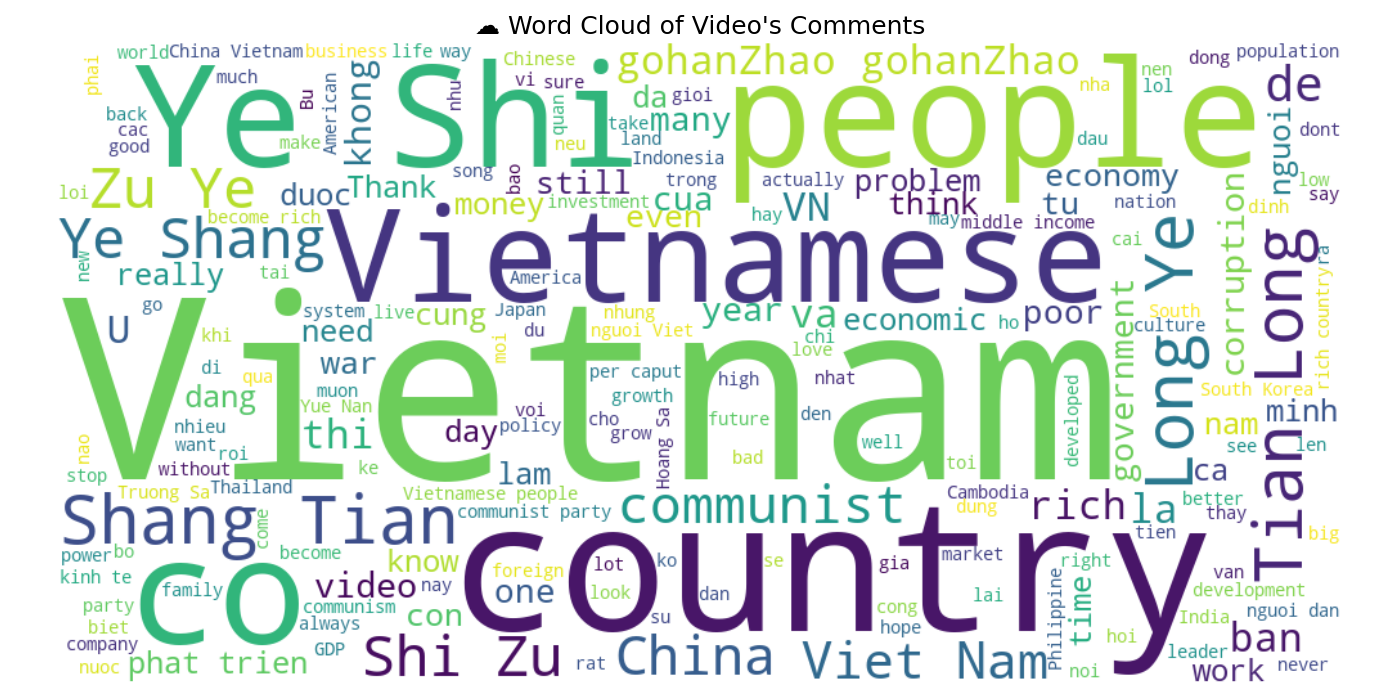 ☁ Word Cloud of Video's Comments
world
China Vietnam
business
life
way
Chinese
gohanZhao gohanZhao
dong
population
phai
much
Bu
American
khong
nhu
vi
sure
Ye Shi
people
da
gioi
nen
lol
nha
de
back
cac
good
make
quan
neu
take
many
land
Indonesia
dau
nguoi
dont
loi
Zu Ye
duoc
Thank
song
bao
still
trong
actually
problem
economy
low
say
become rich
money
investment
cua
even
hay
VN
think
may
middle income
tu
nation
dinh
corruption
Ye Shang
Vietnamese
cai
Long Ye
Tian Long
new
really
tai
America
ra
rich country
go
U
system
live
cung
Japan
nhung
year
va
economic
ho
poor
government
South
culture
khi
need
du
nguoi Viet
chi
love
di
war
moi
per caput
high
nhat
South Korea
qua
muon
Vietnam
growth
developed
dang
Yue Nan
voi
cho
future
den
nam
minh
nhieu
thi
day
policy
grow
Hoang Sa
well
see
len
want
roi
nao
without
ke
lam
bad
toi
ca
stop
Truong Sa
Thailand
Vietnamese people
Cambodia
rich
la
better
Shang Tian
come
communist party
communist
dung
thay
tien
big
power
bo
become
know
foreign
lot
ko
se
gia
market
right
van
kinh te
co
family
video
nay
one
look
dan
country
lai
time
development
party
communism
con
su
cong
Philippine
India
nguoi dan
biet
always
hope
hoi
ban
company
GDP
leader
never
nuoc
phat trien
Shi Zu
rat
China
Viet Nam
noi
work